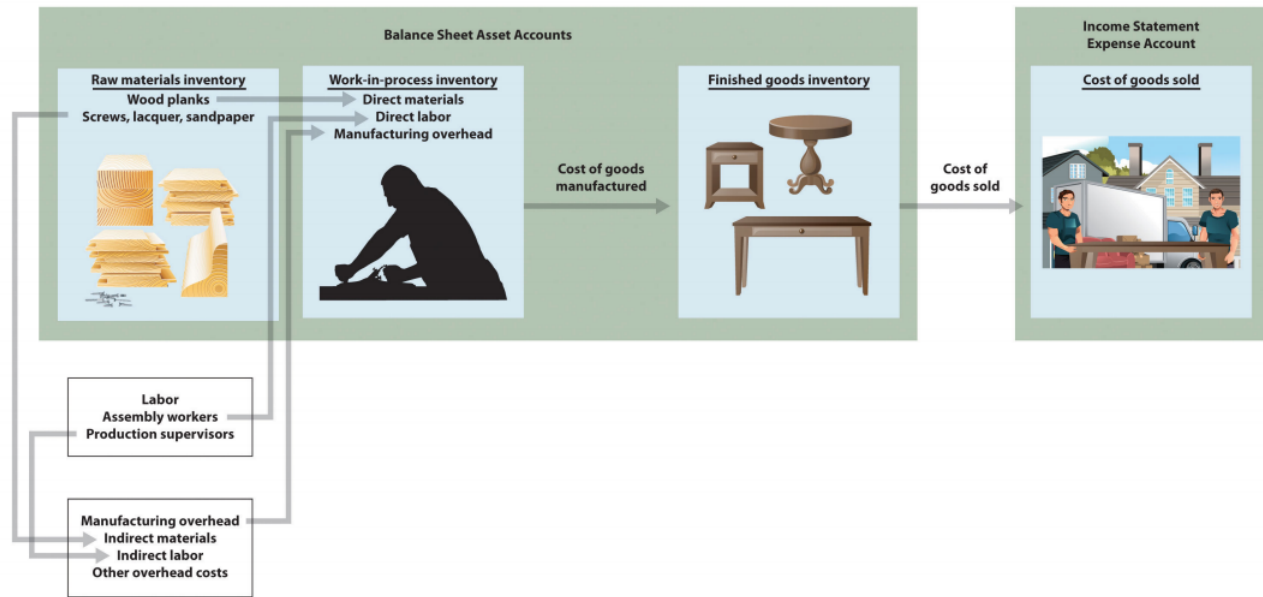 Balance Sheet Asset Accounts
Raw materials inventory
Wood planks
Screws, lacquer, sandpaper
Work-in-process inventory
Direct materials
Direct labor
Manufacturing overhead
Cost of goods
manufactured
Finished goods inventory
Cost of
goods sold
Income Statement
Expense Account
Cost of goods sold
Labor
Assembly workers
Production supervisors
Manufacturing overhead
Indirect materials
Indirect labor
Other overhead costs